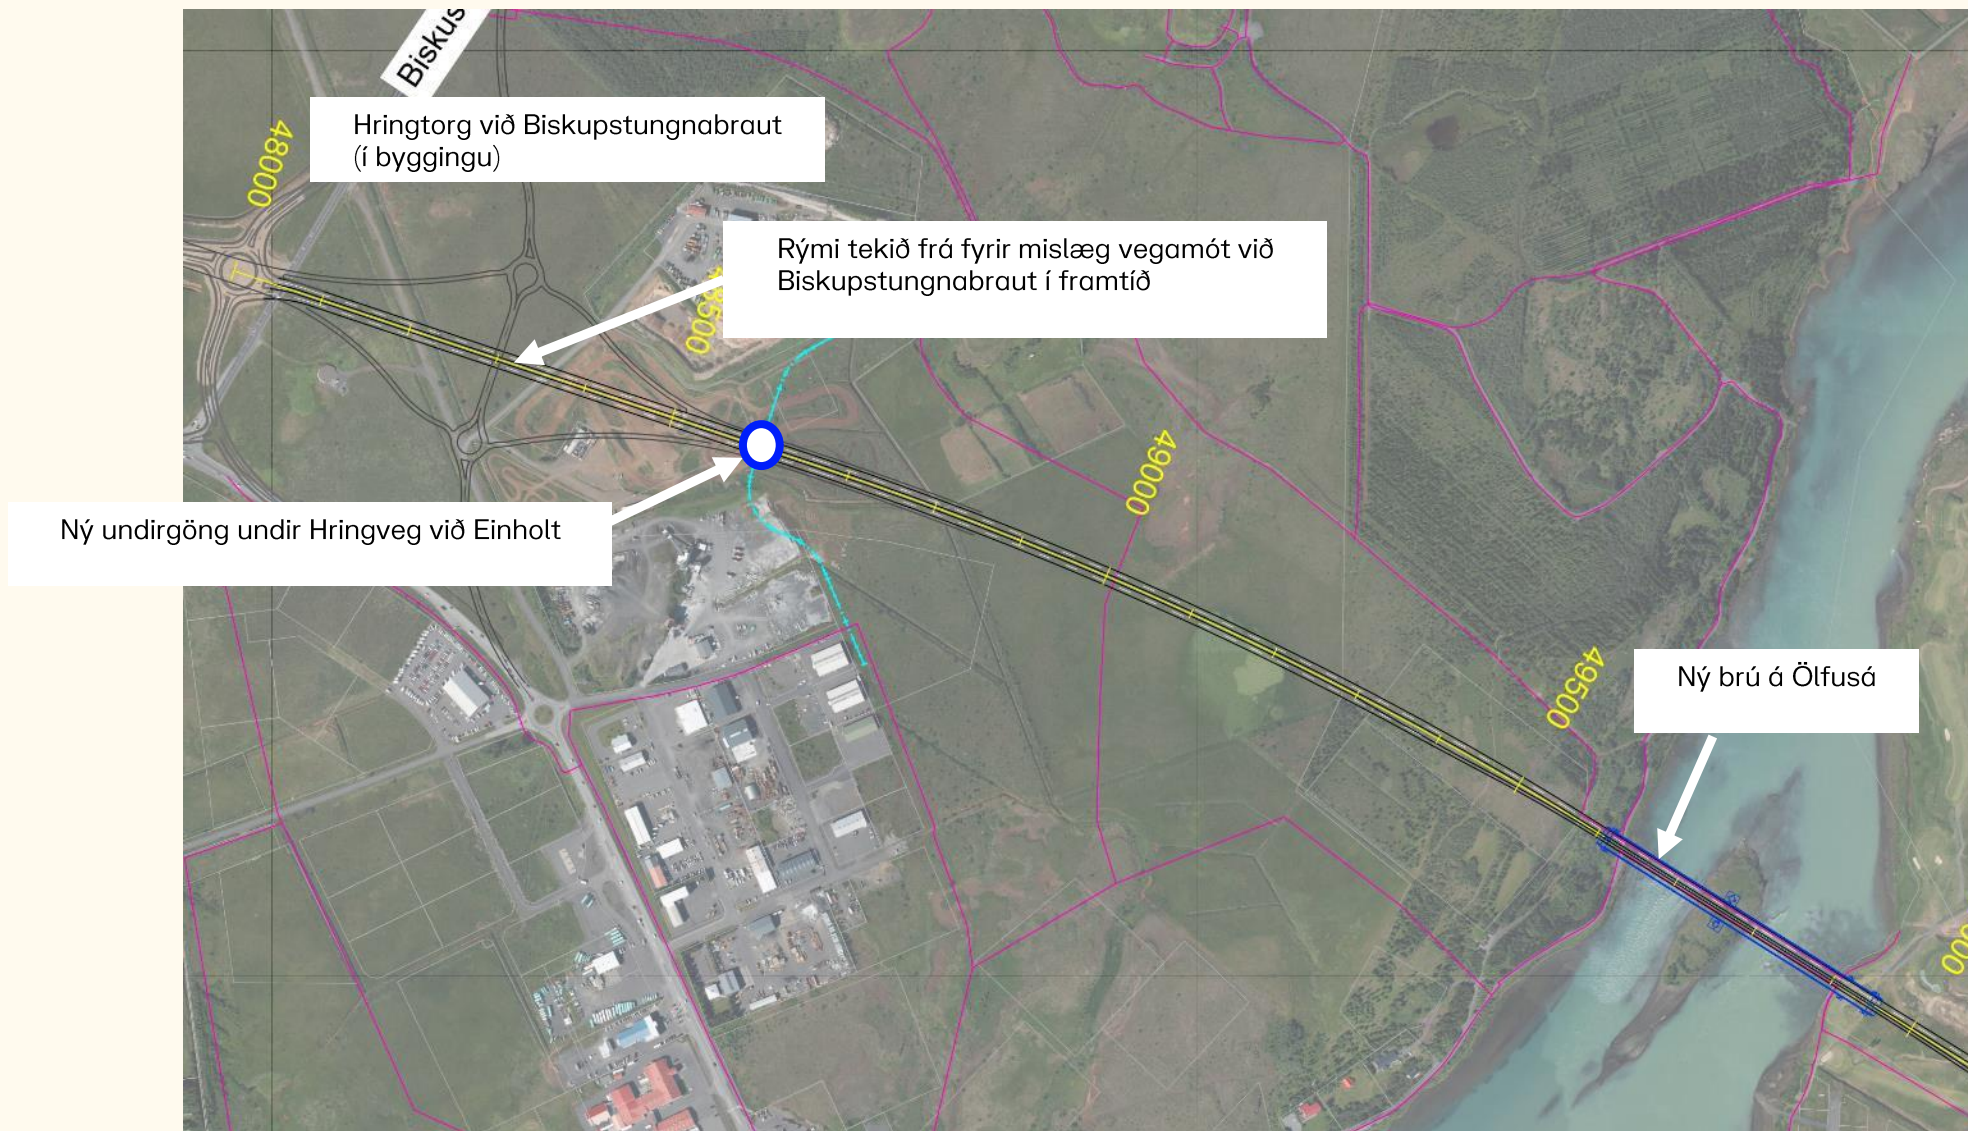 Biskus
Hringtorg við Biskupstungnabraut
(í byggingu)
48000
Rými tekið frá fyrir mislæg vegamót við
Biskupstungnabraut í framtíð
48500
49000
Ný undirgöng undir Hringveg við Einholt
49500
Ný brú á Ölfusá